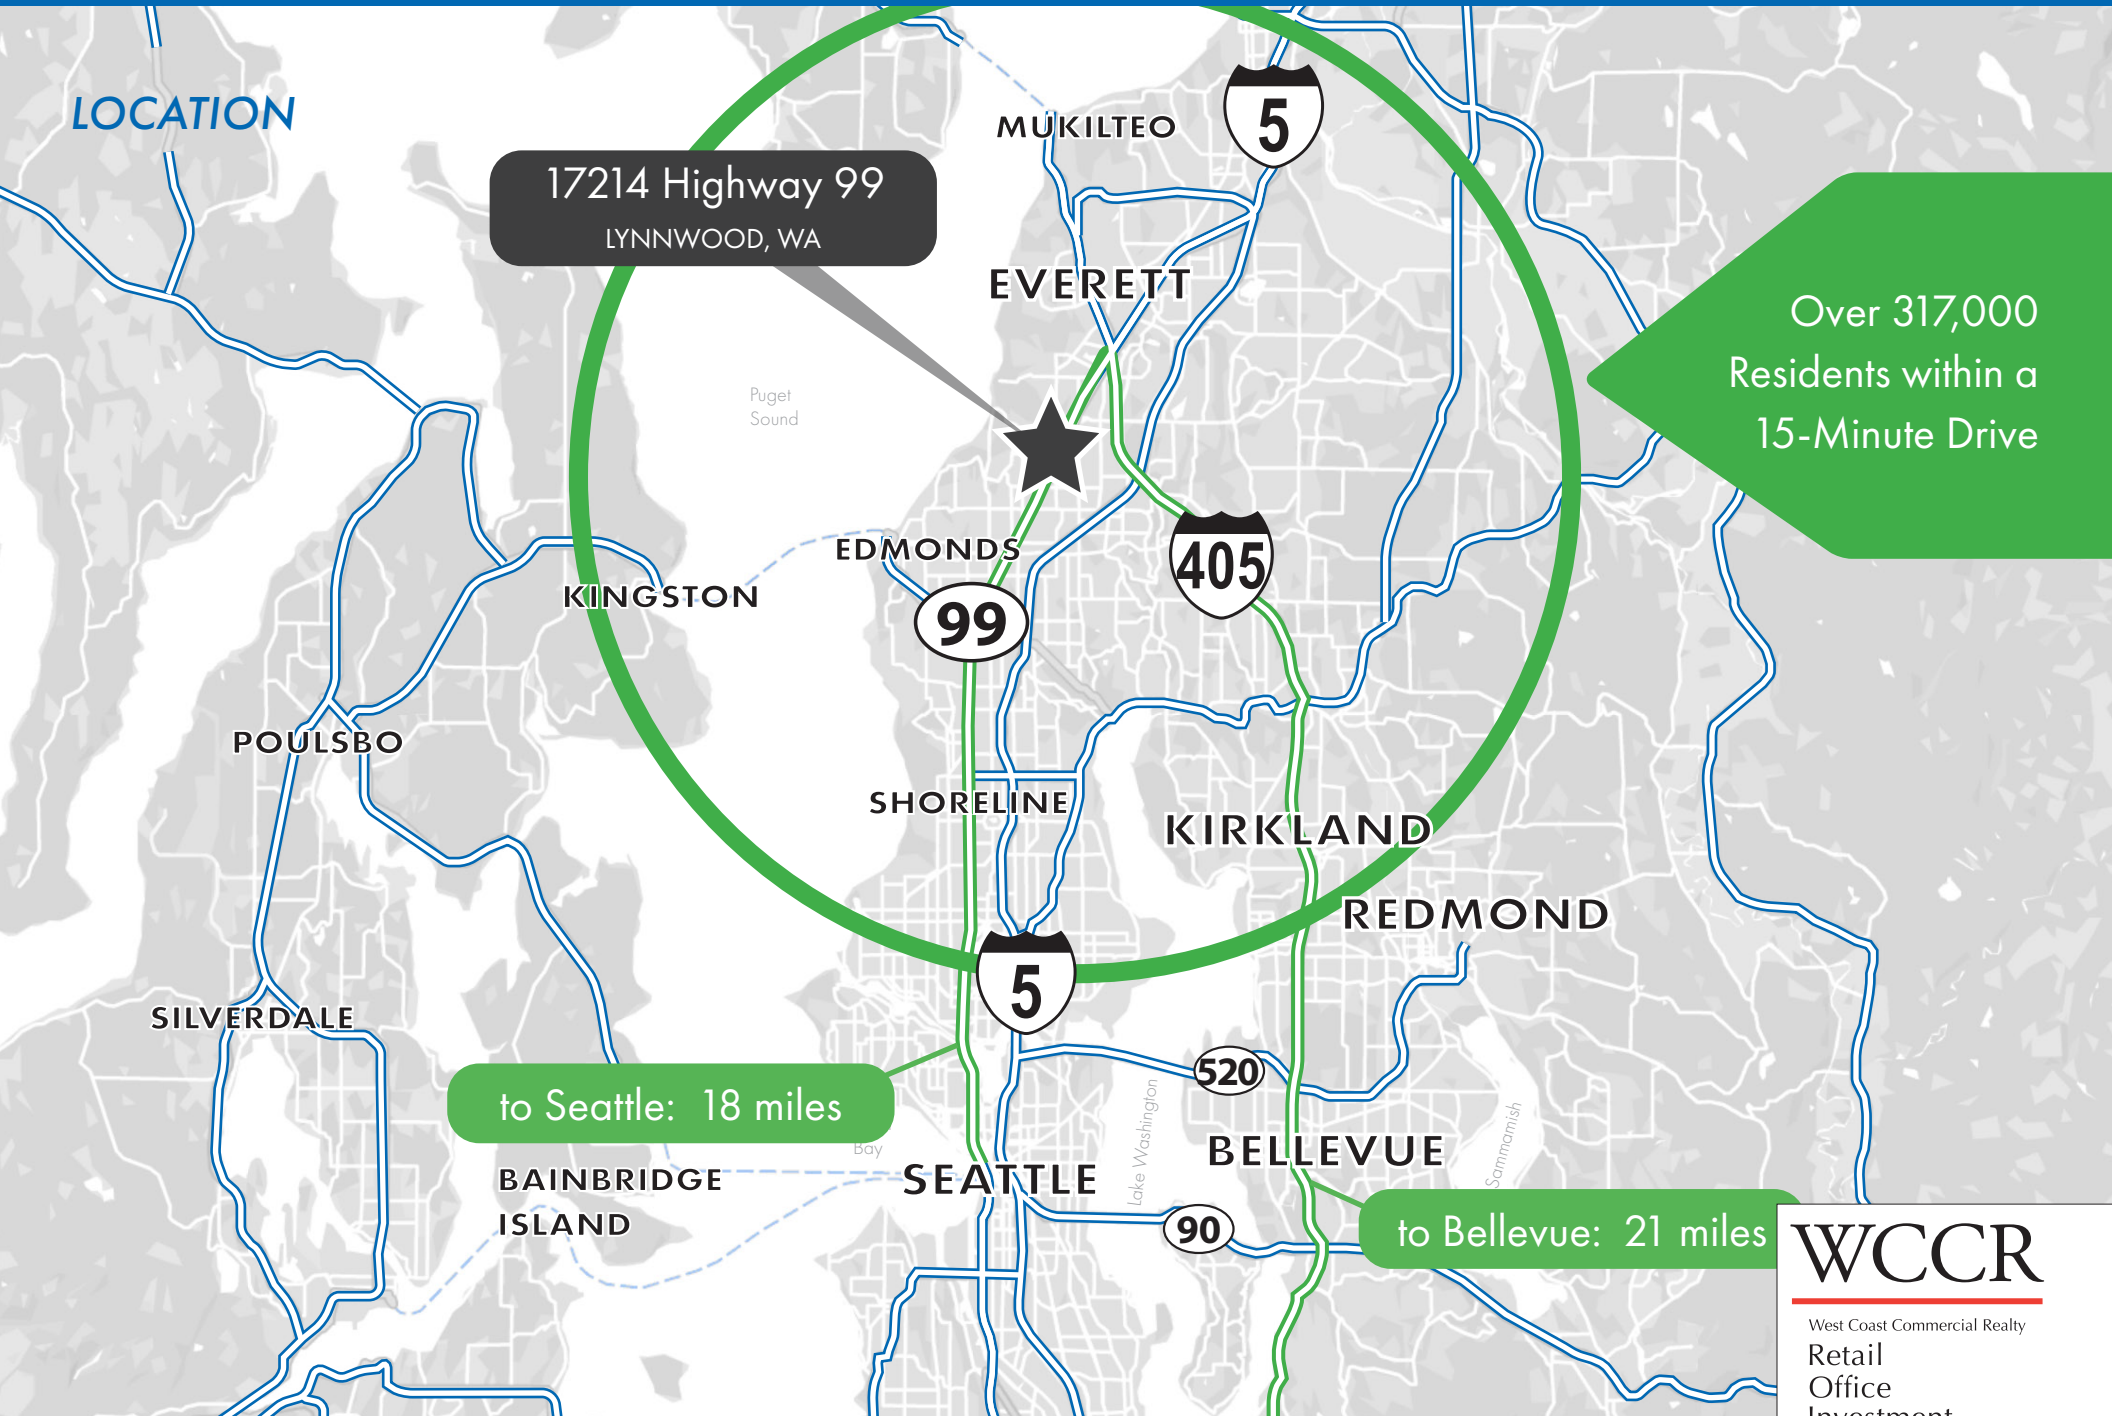 LOCATION
MUKILTEO
5
17214 Highway 99
LYNNWOOD, WA
EVERETT
Over 317,000
Residents within a
15-Minute Drive
Puget
Sound
EDMONDS
405
KINGSTON
99
POULSBO
SHORELINE
KIRKLAND
REDMOND
5
SILVERDALE
520
to Seattle: 18 miles
Bay
Lake Washington
Sammamish
BELLEVUE
BAINBRIDGE
ISLAND
SEATTLE
90
to Bellevue: 21 miles
WCCR
West Coast Commercial Realty
Retail
Office
Investment